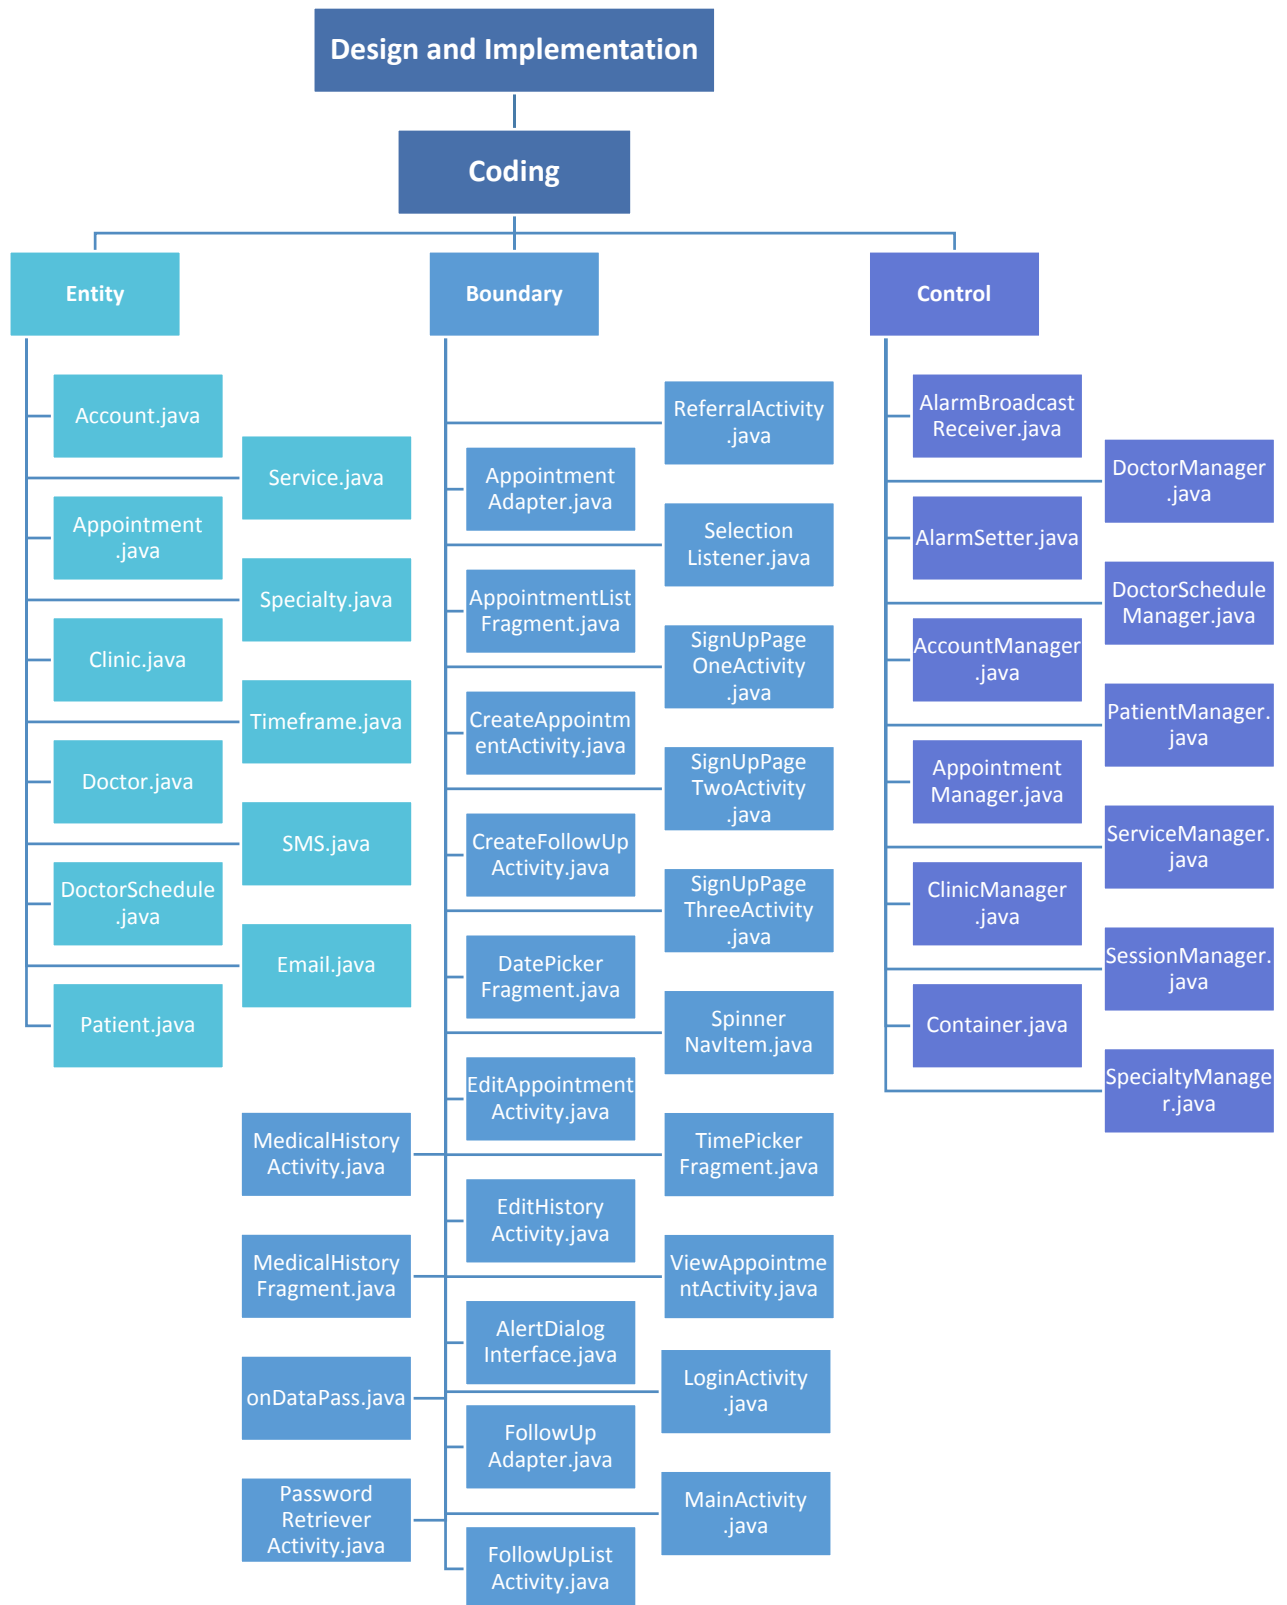 Design and Implementation
Coding
Entity
Account.java
Service.java
Appointment
.java
Specialty.java
Clinic.java
Timeframe.java
Doctor.java
SMS.java
DoctorSchedule
.java
Email.java
Patient.java
Boundary
ReferralActivity
.java
Appointment
Adapter.java
Selection
Listener.java
AppointmentList
Fragment.java
SignUpPage
OneActivity
.java
CreateAppointm
entActivity.java
SignUpPage
TwoActivity
.java
CreateFollowUp
Activity.java
SignUpPage
ThreeActivity
.java
DatePicker
Fragment.java
Spinner
NavItem.java
EditAppointment
Activity.java
MedicalHistory
Activity.java
TimePicker
Fragment.java
EditHistory
Activity.java
MedicalHistory
Fragment.java
ViewAppointme
ntActivity.java
AlertDialog
Interface.java
onDataPass.java
LoginActivity
.java
FollowUp
Adapter.java
Password
Retriever
Activity.java
MainActivity
.java
FollowUpList
Activity.java
Control
AlarmBroadcast
Receiver.java
DoctorManager
.java
AlarmSetter.java
DoctorSchedule
Manager.java
AccountManager
.java
PatientManager.
java
Appointment
Manager.java
ServiceManager.
java
ClinicManager
.java
SessionManager.
java
Container.java
SpecialtyManage
r.java